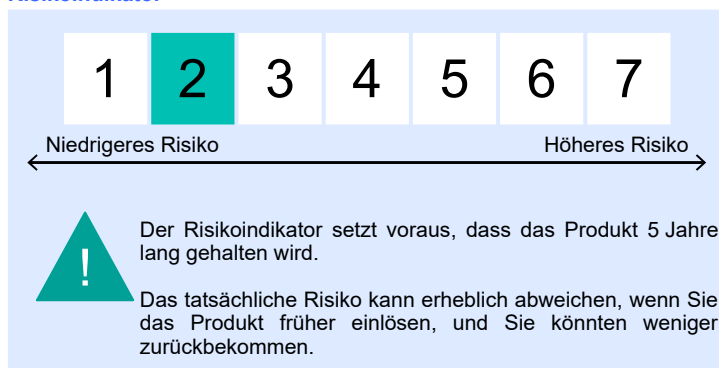 Risikoindikator
1 2 3 4 5 6 7
Niedrigeres Risiko Höheres Risiko
!
Der Risikoindikator setzt voraus, dass das Produkt 5 Jahre
lang gehalten wird.
Das tatsächliche Risiko kann erheblich abweichen, wenn Sie
das Produkt früher einlösen, und Sie könnten weniger
zurückbekommen.